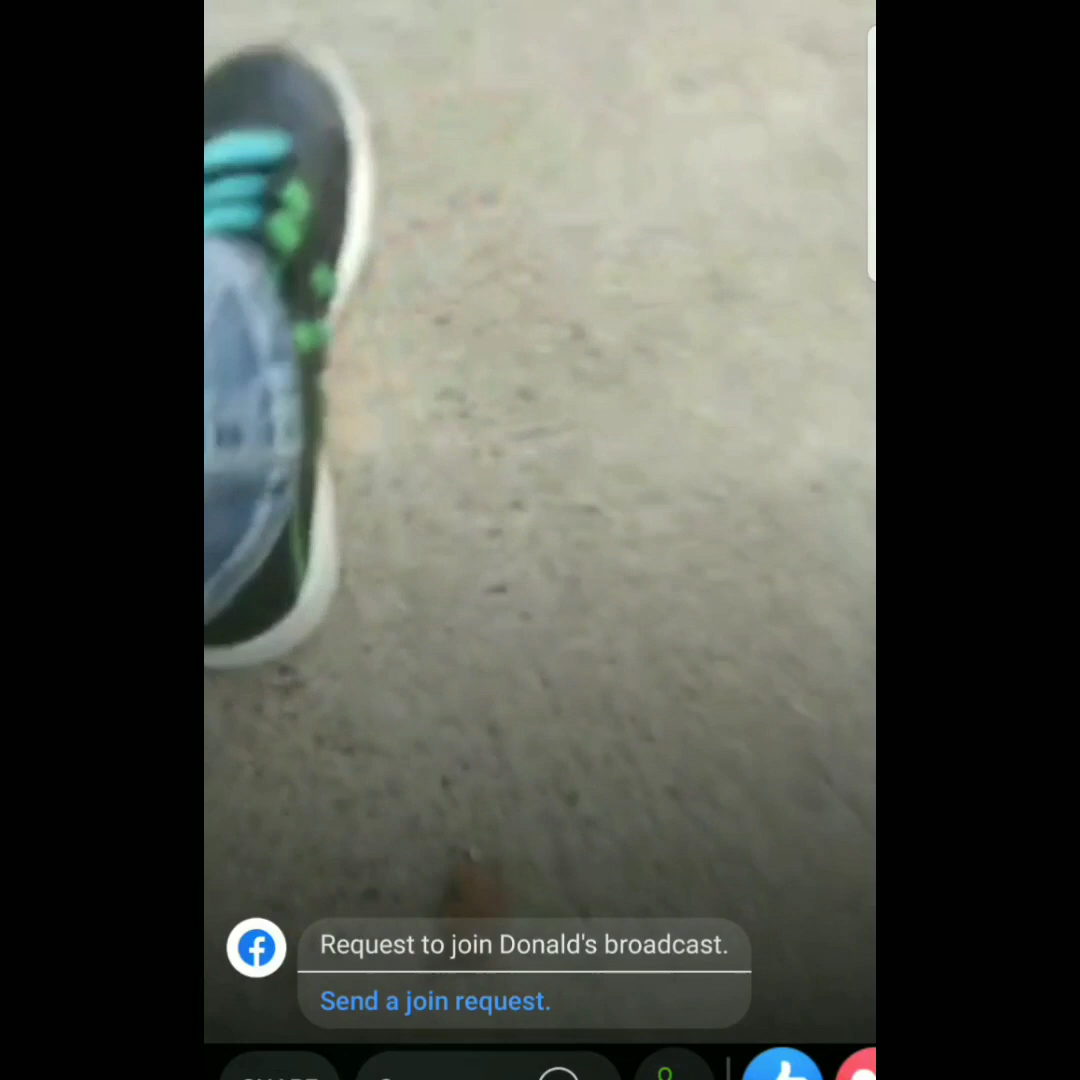 Request to join Donald's broadcast.
Send a join request.